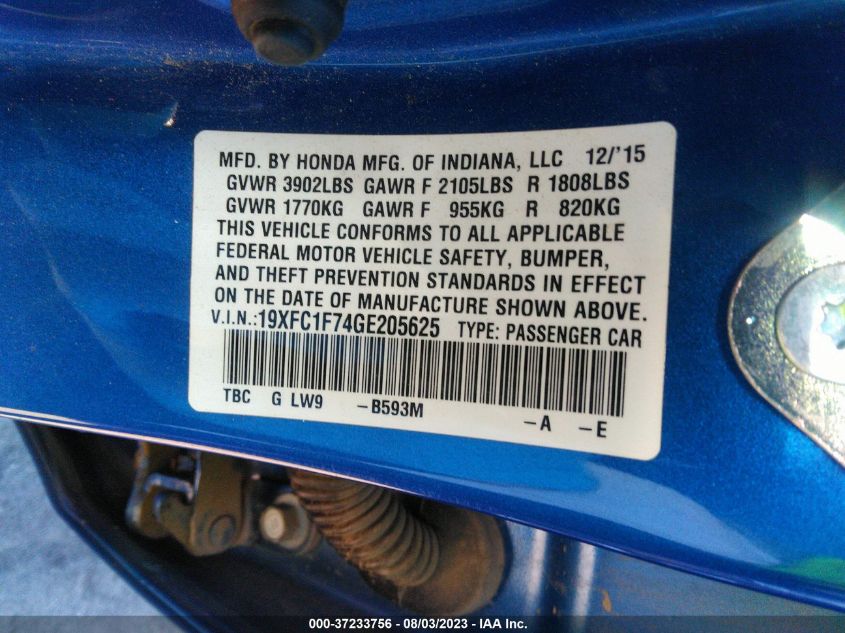 MFD. BY HONDA MFG. OF INDIANA, LLC 12/'15
GVWR 3902LBS GAWR F 2105LBS R 1808LBS
GVWR 1770KG GAWR F 955KG R 820KG
THIS VEHICLE CONFORMS TO ALL APPLICABLE
FEDERAL MOTOR VEHICLE SAFETY, BUMPER,
AND THEFT PREVENTION STANDARDS IN EFFECT
ON THE DATE OF MANUFACTURE SHOWN ABOVE.
V.I.N.:19XFC1F74GE205625 TYPE: PASSENGER CAR
TBC G LW9 -B593M -A -E
000-37233756 - 08/03/2023 - IAA Inc.